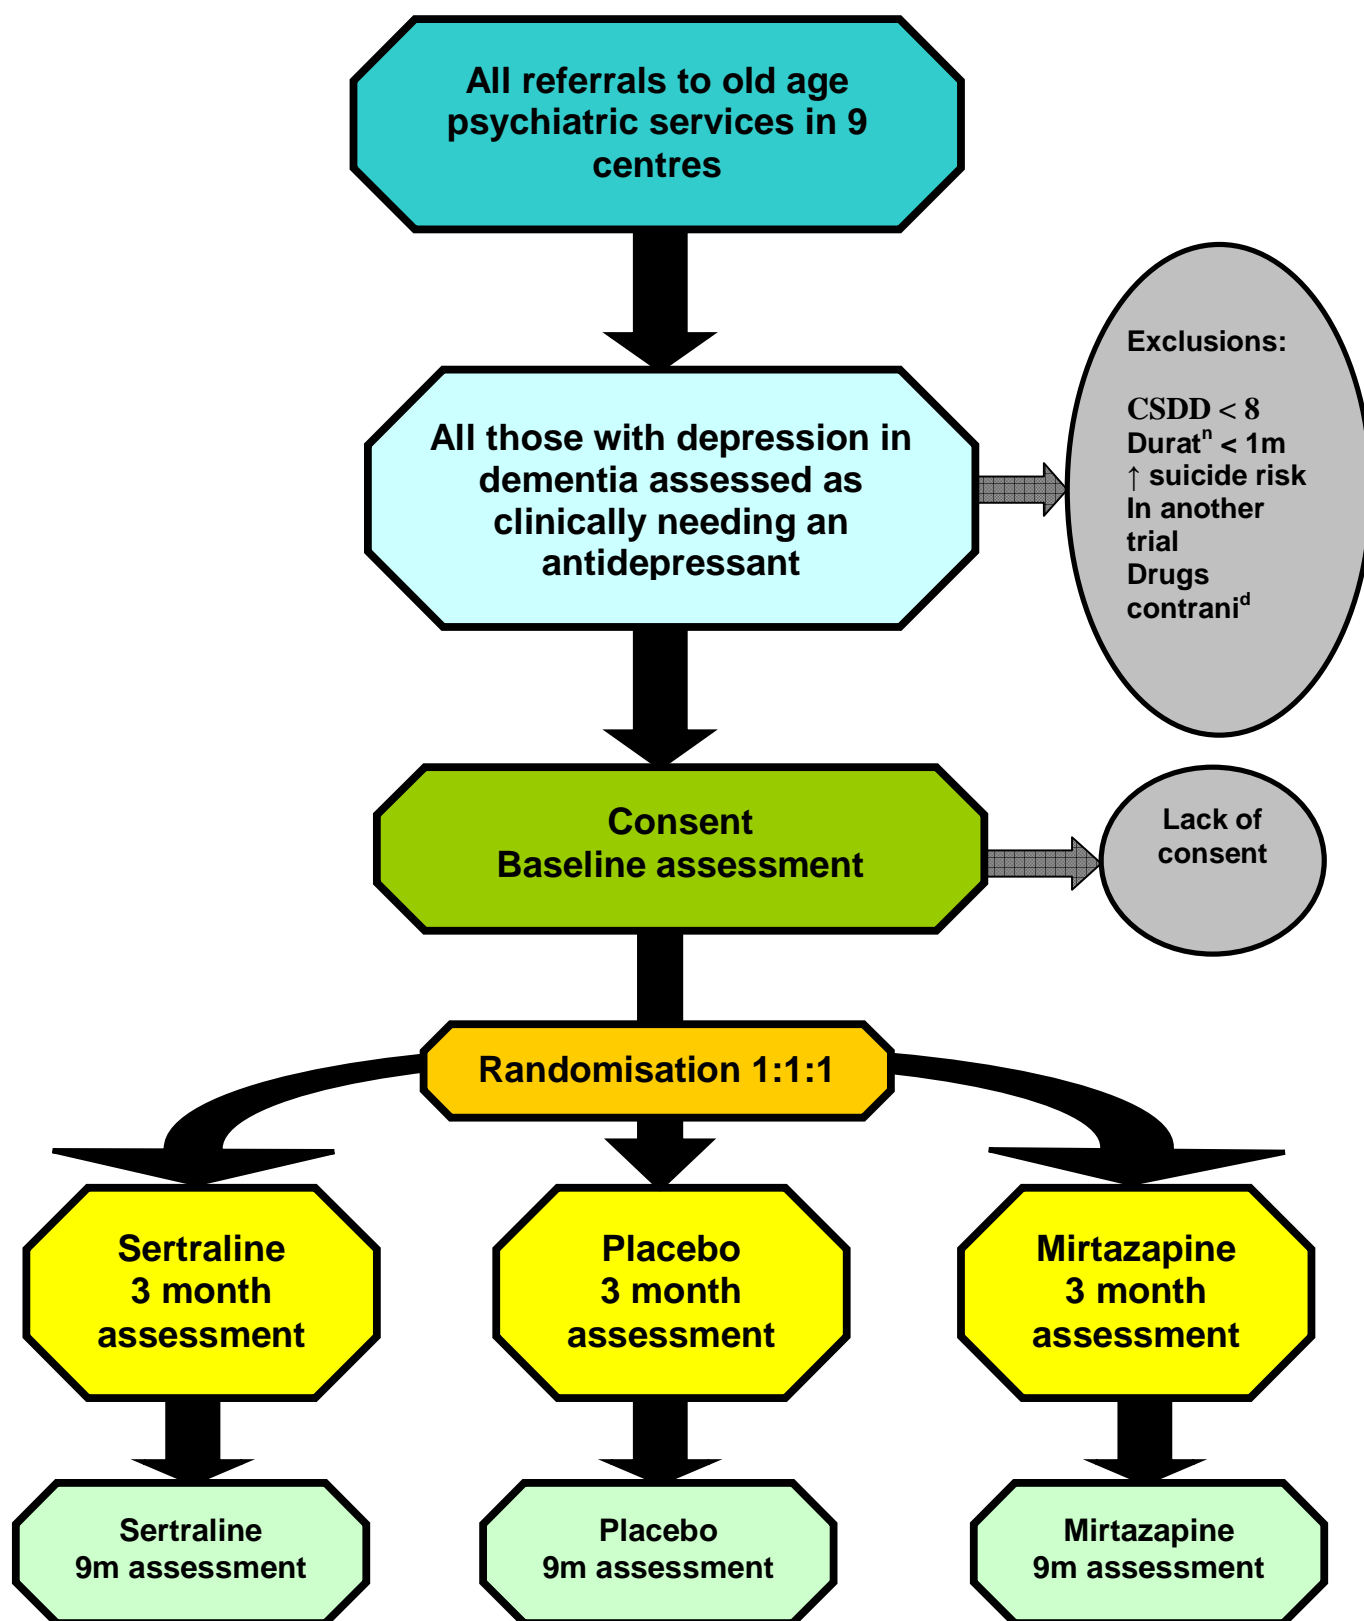 All referrals to old age
psychiatric services in 9
centres
All those with depression in
dementia assessed as
clinically needing an
antidepressant
Exclusions:
CSDD < 8
Duratⁿ < 1m
↑ suicide risk
In another
trial
Drugs
contraniᵈ
Consent
Baseline assessment
Lack of
consent
Randomisation 1:1:1
Sertraline
3 month
assessment
Placebo
3 month
assessment
Mirtazapine
3 month
assessment
Sertraline
9m assessment
Placebo
9m assessment
Mirtazapine
9m assessment